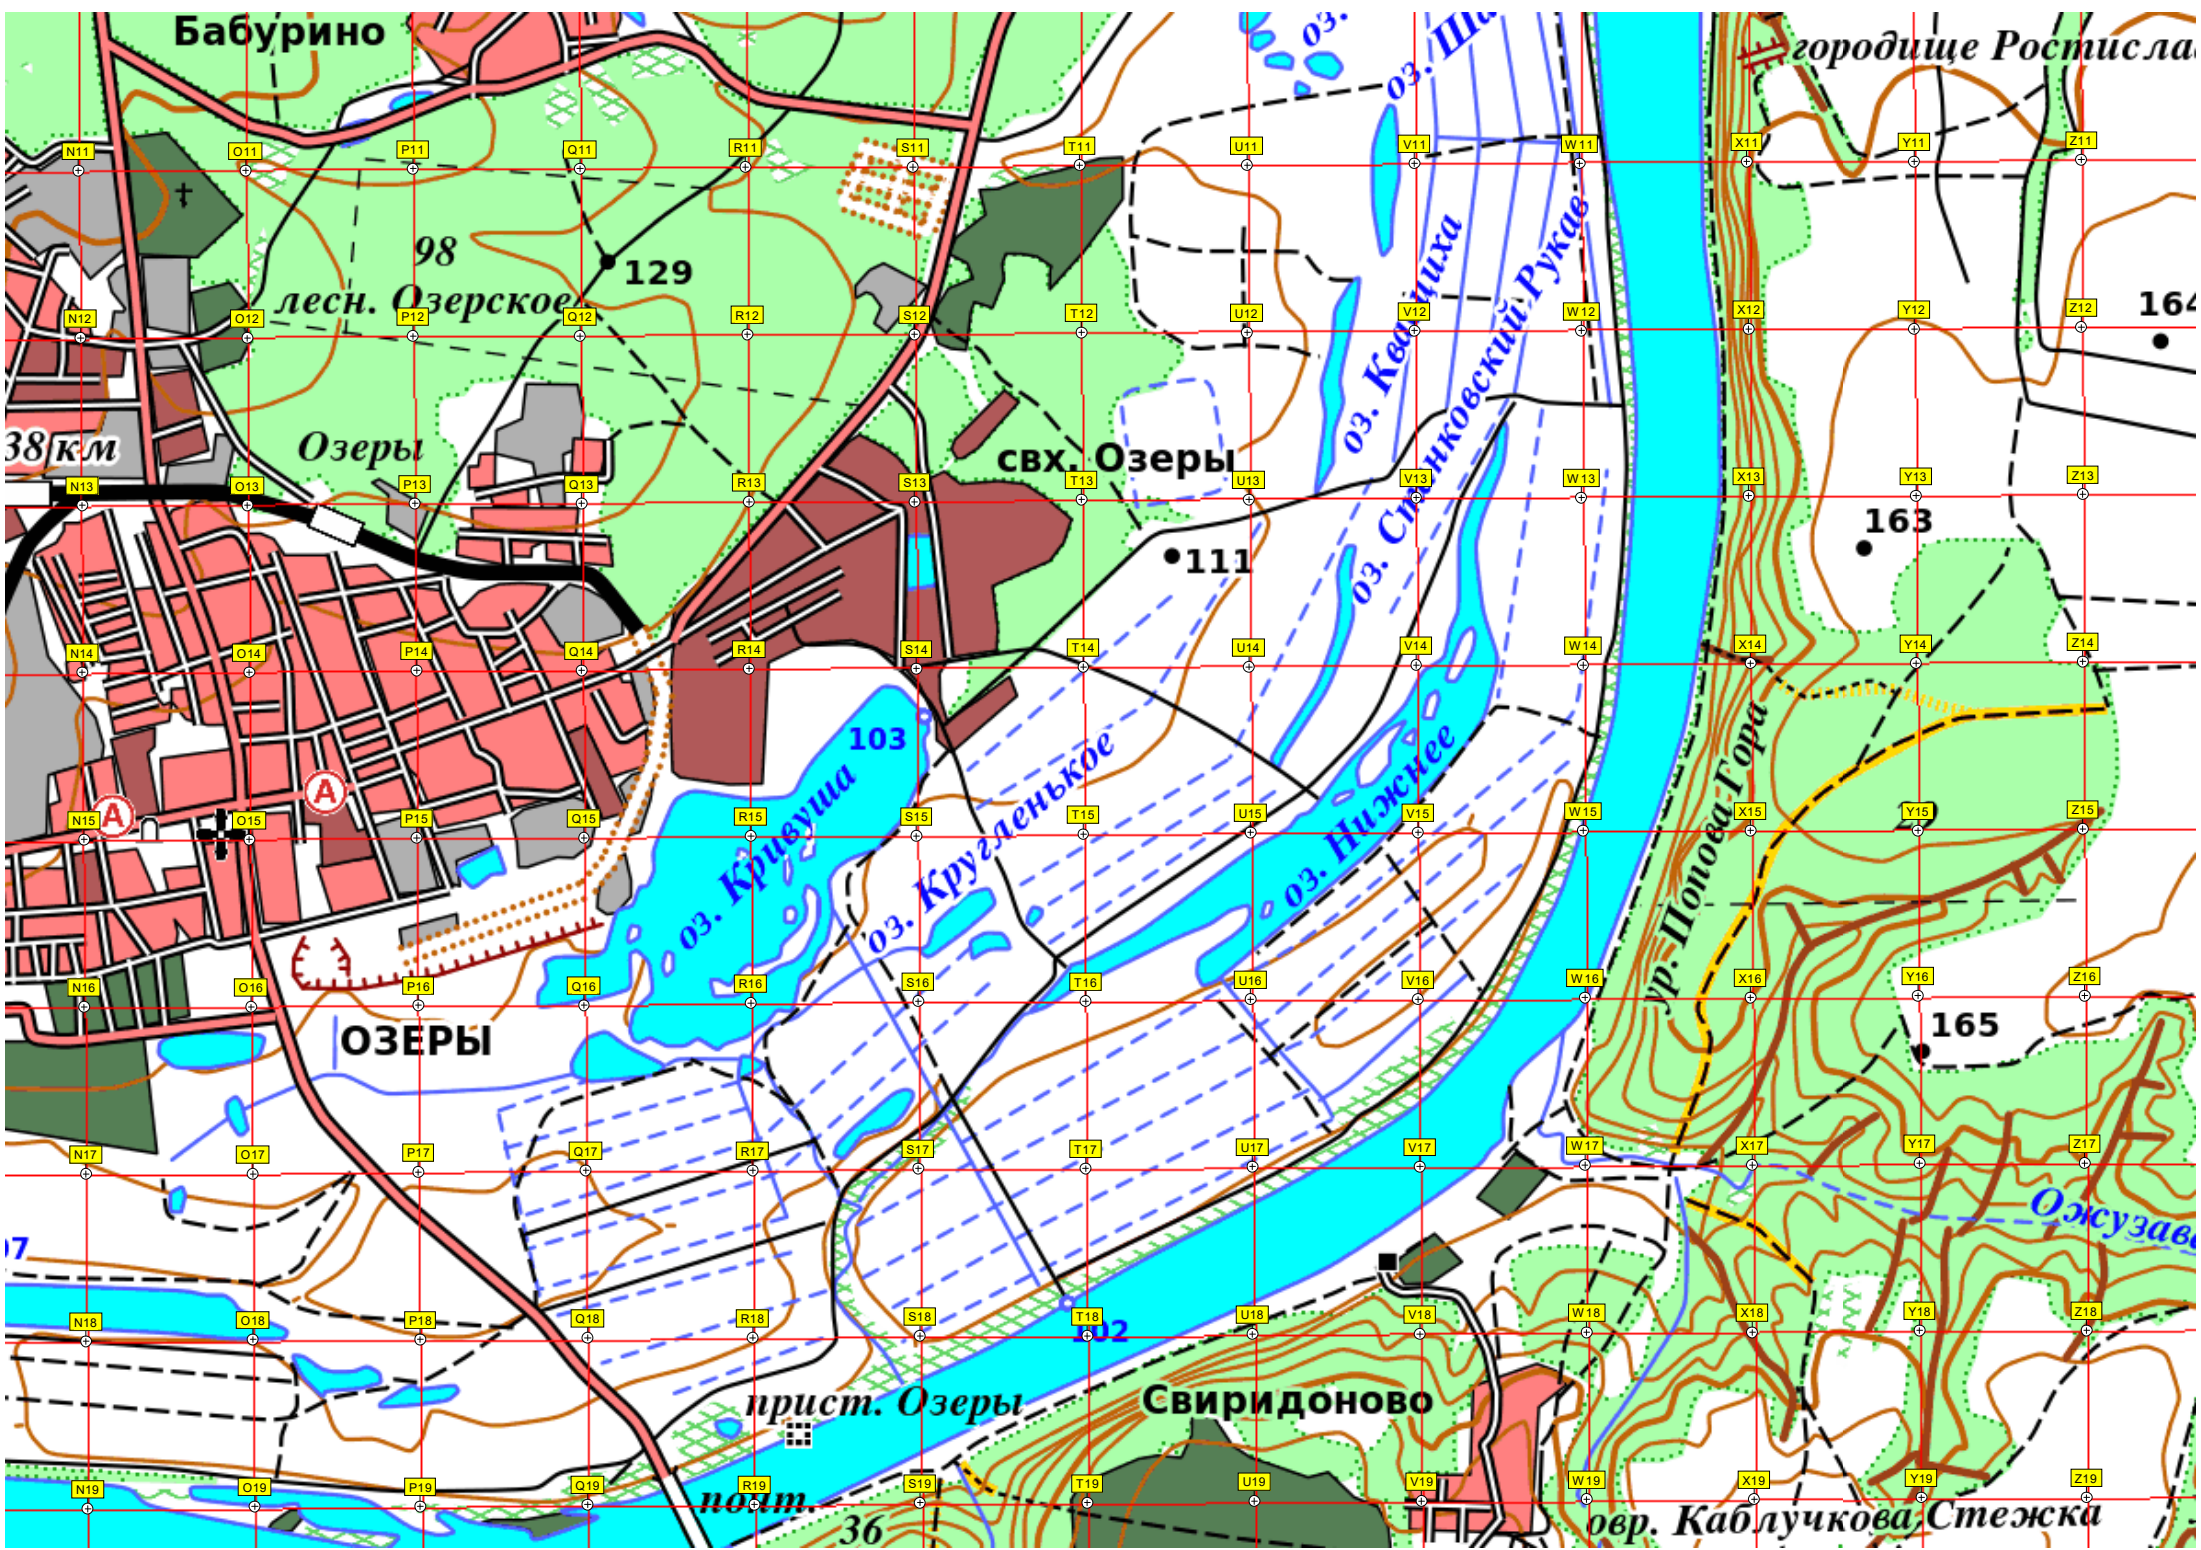 Бабурино
оз.
оз.
городище
N11 O11 P11 Q11 R11 S11 T11 U11 V11 W11 X11 Y11 Z11
98
129
лесн. Озерское
оз. Квашиха
оз. Станковский Рукав
164
N12 O12 P12 Q12 R12 S12 T12 U12 V12 W12 X12 Y12 Z12
38 км
Озеры
свх. Озеры
N13 O13 P13 Q13 R13 S13 T13 U13 V13 W13 X13 Y13 Z13
163
111
N14 O14 P14 Q14 R14 S14 T14 U14 V14 W14 X14 Y14 Z14
103
оз. Кривуша
оз. Кругленькое
оз. Нижнее
ур. Попова Гора
А
А
N15 O15 P15 Q15 R15 S15 T15 U15 V15 W15 X15 Y15 Z15
N16 O16 P16 Q16 R16 S16 T16 U16 V16 W16 X16 Y16 Z16
ОЗЕРЫ
165
N17 O17 P17 Q17 R17 S17 T17 U17 V17 W17 X17 Y17 Z17
07
N18 O18 P18 Q18 R18 S18 T18 U18 V18 W18 X18 Y18 Z18
102
прист. Озеры
Свиридоново
N19 O19 P19 Q19 R19 S19 T19 U19 V19 W19 X19 Y19 Z19
понт.
36
овр. Каблучкова Стежка